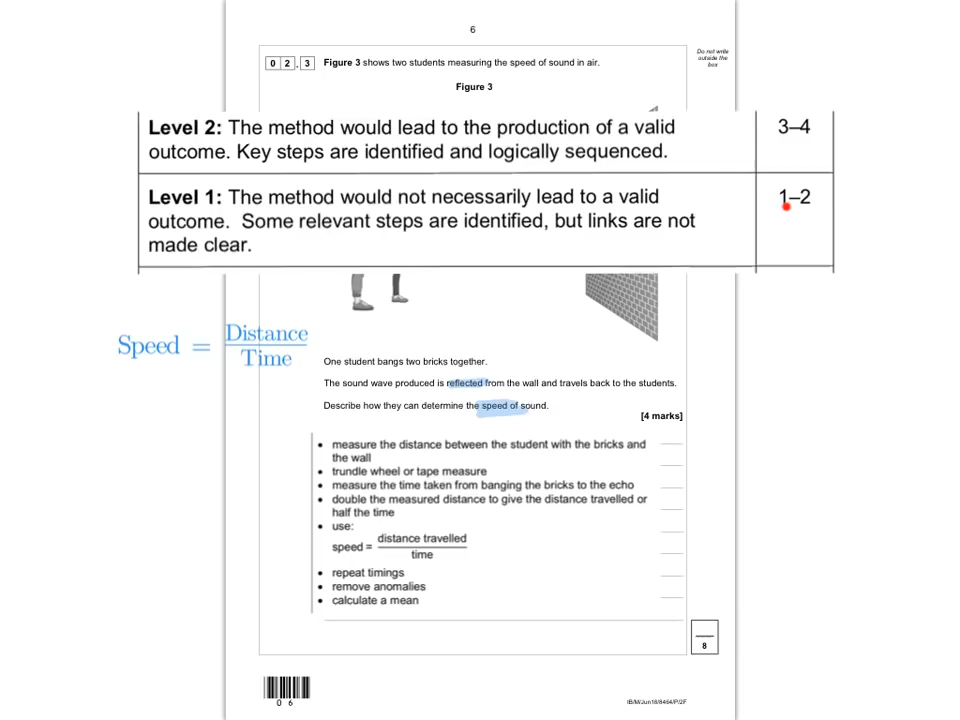 6
0 2 . 3 Figure 3 shows two students measuring the speed of sound in air.
Do not write
outside the
box
Figure 3
Level 2: The method would lead to the production of a valid
outcome. Key steps are identified and logically sequenced.
3–4
Level 1: The method would not necessarily lead to a valid
outcome. Some relevant steps are identified, but links are not
made clear.
1–2
Speed = Distance
Time
One student bangs two bricks together.
The sound wave produced is reflected from the wall and travels back to the students.
Describe how they can determine the speed of sound.
[4 marks]
• measure the distance between the student with the bricks and
the wall
• trundle wheel or tape measure
• measure the time taken from banging the bricks to the echo
• double the measured distance to give the distance travelled or
half the time
• use:
speed = distance travelled
time
• repeat timings
• remove anomalies
• calculate a mean
8
0 6
IB/M/Jun18/8464/P/2F